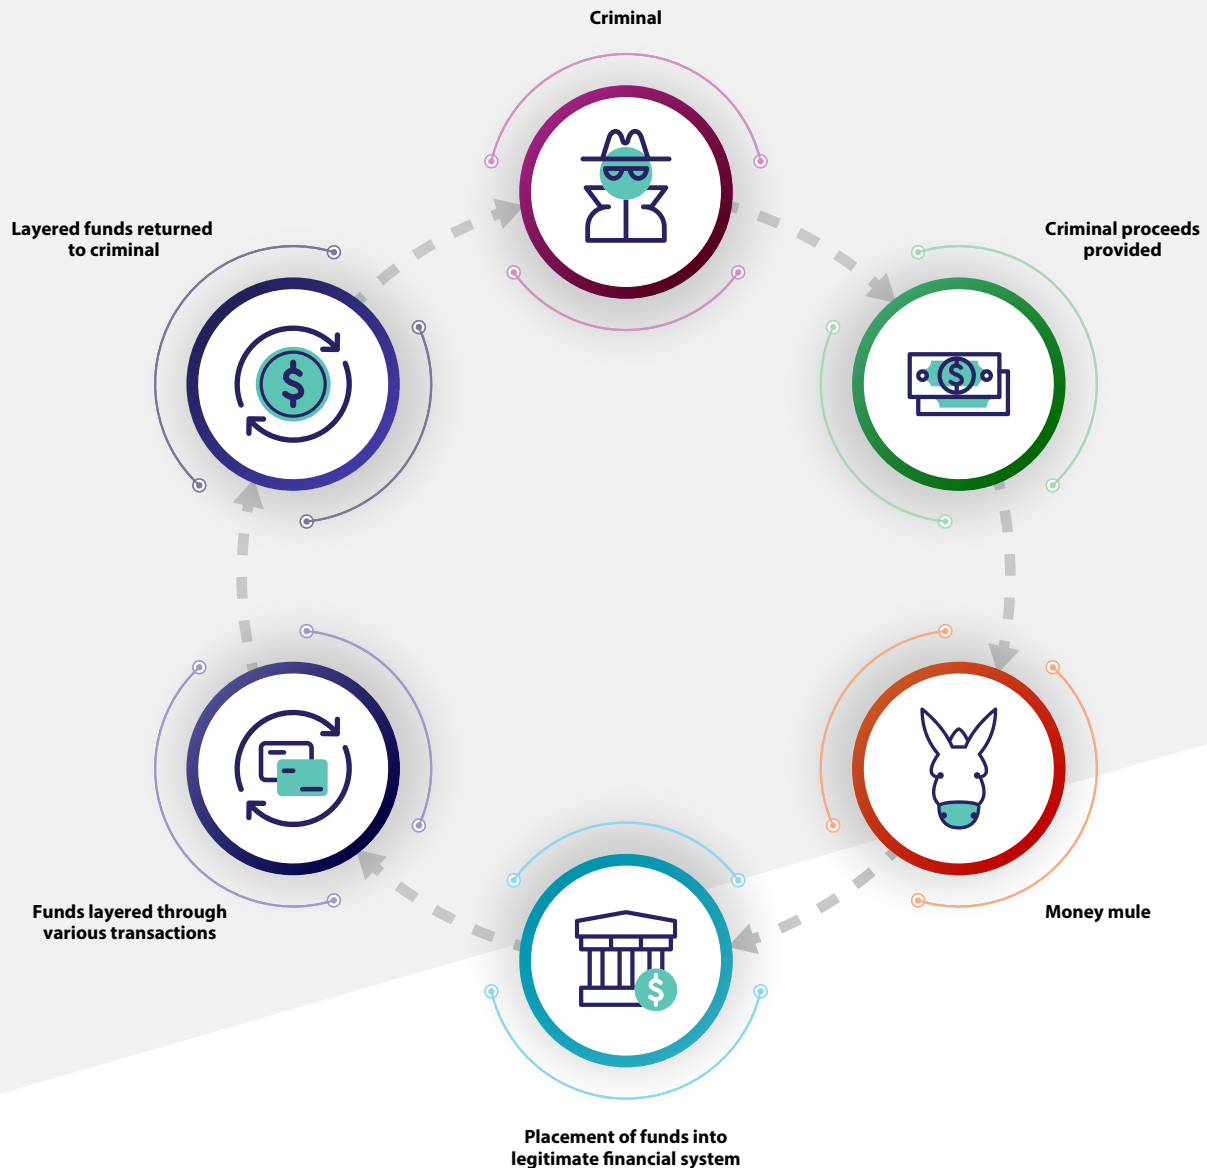 Criminal
Criminal proceeds
provided
Money mule
Placement of funds into
legitimate financial system
Funds layered through
various transactions
Layered funds returned
to criminal
$
$
$